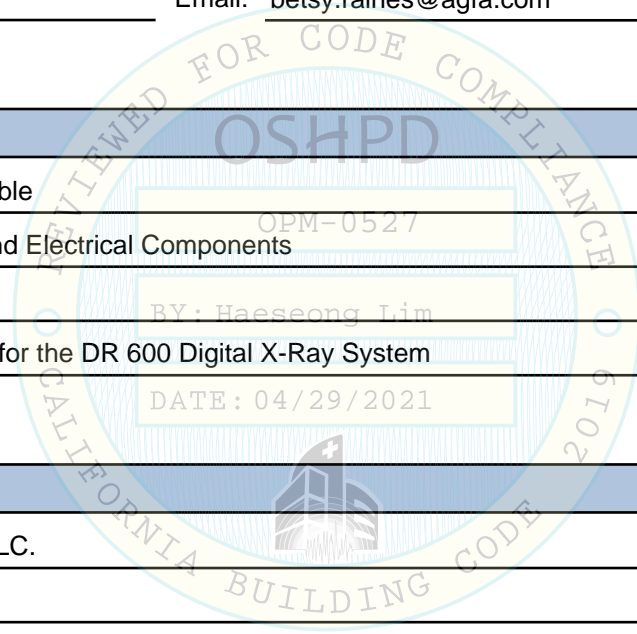 Email: betsy.raines@agfa.com
REVIEWED FOR CODE COMPLIANCE
OSHPD
ble
OPM-0527
nd Electrical Components
BY: Haeseong Lim
for the DR 600 Digital X-Ray System
DATE: 04/29/2021
LC.
CALIFORNIA BUILDING CODE 2019